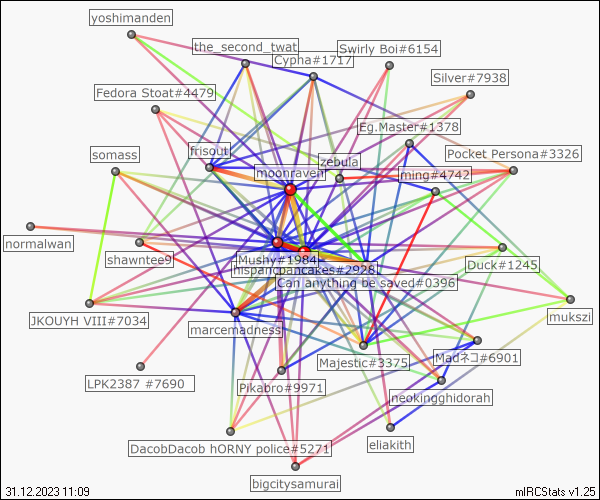 yoshimanden
the_second_twat
Swirly Boi#6154
Cypha#1717
Silver#7938
Fedora Stoat#4479
Eg.Master#1378
frisout
Pocket Persona#3326
somass
zebula
moonraven
ming#4742
normalwan
shawntee9
Mushy#1984
Duck#1245
hispancpancakes#2928
Can anything be saved#0396
mukszi
JKOUYH VIII#7034
marcemadness
Majestic#3375
Madネコ#6901
LPK2387 #7690
Pikabro#9971
neokingghidorah
DacobDacob hORNY police#5271
eliakith
bigcitysamurai
31.12.2023 11:09
mIRCStats v1.25